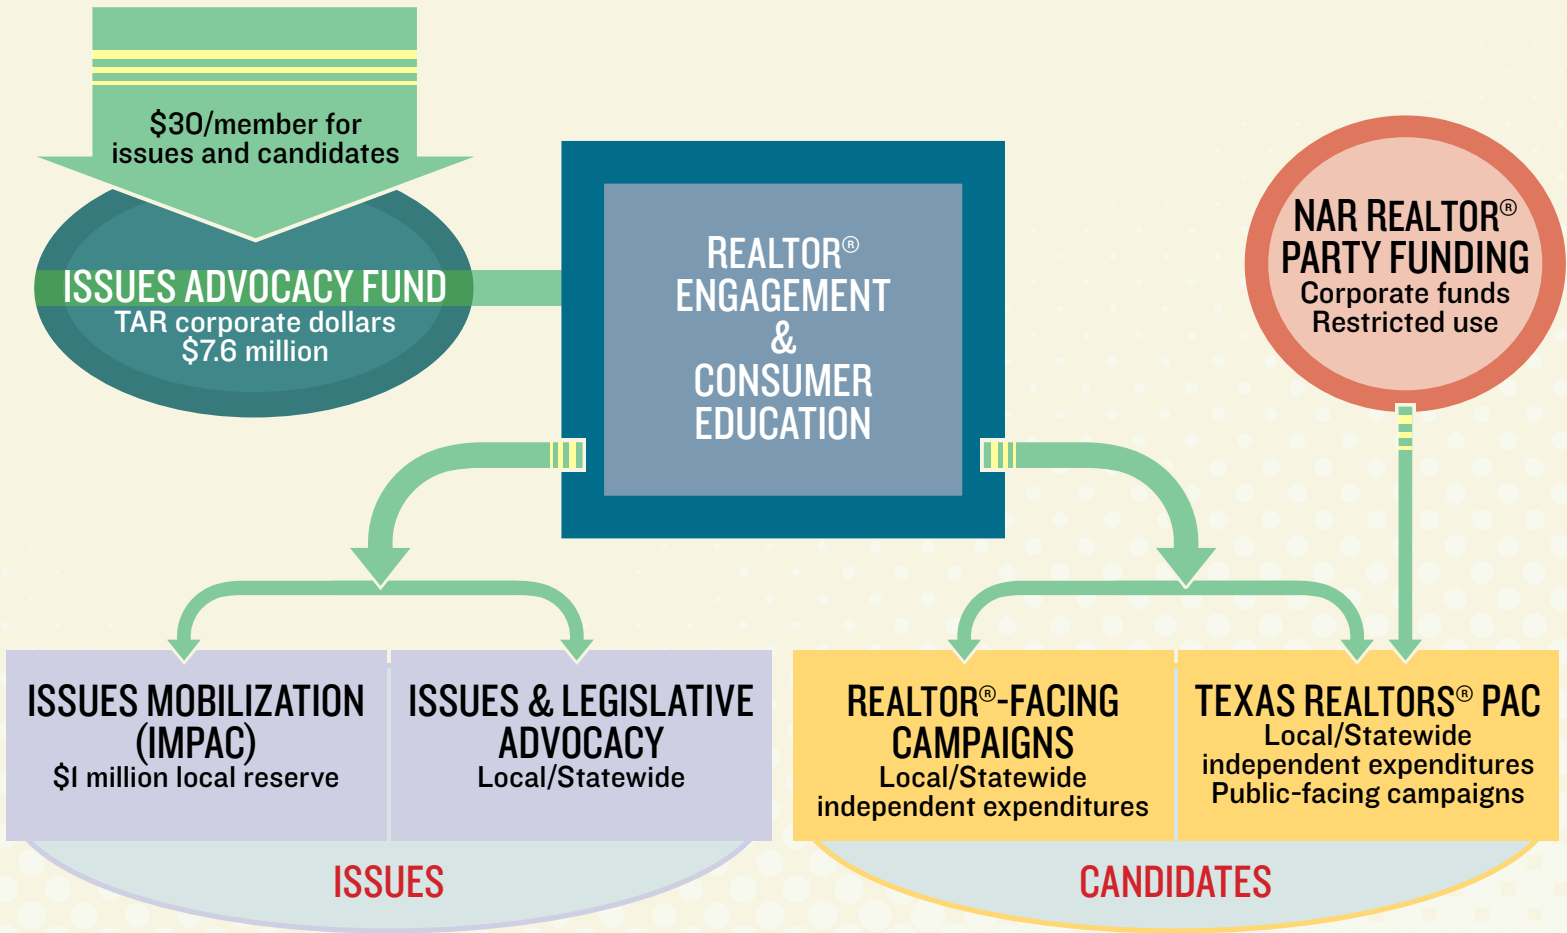 $30/member for
issues and candidates
ISSUES ADVOCACY FUND
TAR corporate dollars
$7.6 million
REALTOR®
ENGAGEMENT
&
CONSUMER
EDUCATION
NAR REALTOR®
PARTY FUNDING
Corporate funds
Restricted use
ISSUES MOBILIZATION
(IMPAC)
$1 million local reserve
ISSUES & LEGISLATIVE
ADVOCACY
Local/Statewide
ISSUES
REALTOR®-FACING
CAMPAIGNS
Local/Statewide
independent expenditures
TEXAS REALTORS® PAC
Local/Statewide
independent expenditures
Public-facing campaigns
CANDIDATES